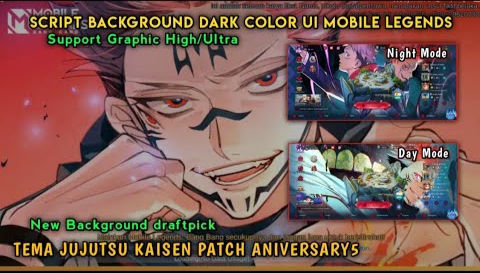 SCRIPT BACKGROUND DARK COLOR UI MOBILE LEGENDS
MOBILE
Support Graphic High/Ultra
Night Mode
Day Mode
New Background draftpick
TEMA JUJUTSU KAISEN PATCH ANIVERSARY5